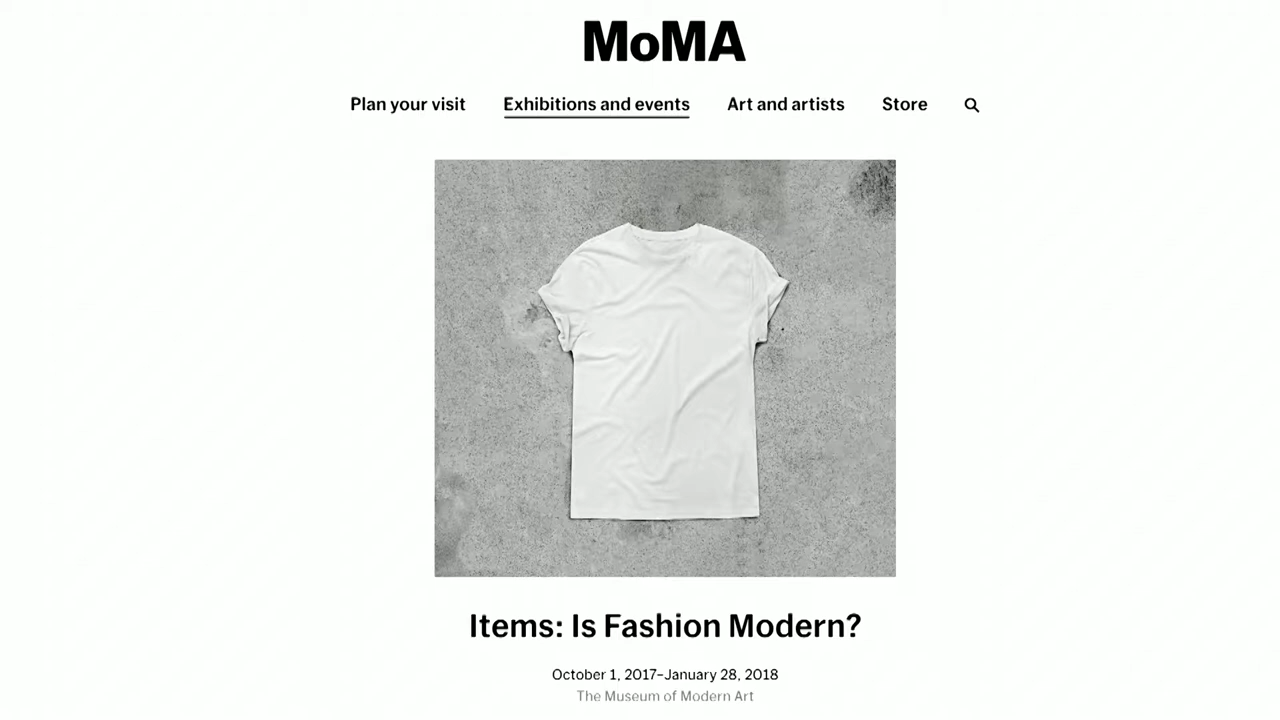 MoMA
Plan your visit Exhibitions and events Art and artists Store
Items: Is Fashion Modern?
October 1, 2017–January 28, 2018
The Museum of Modern Art